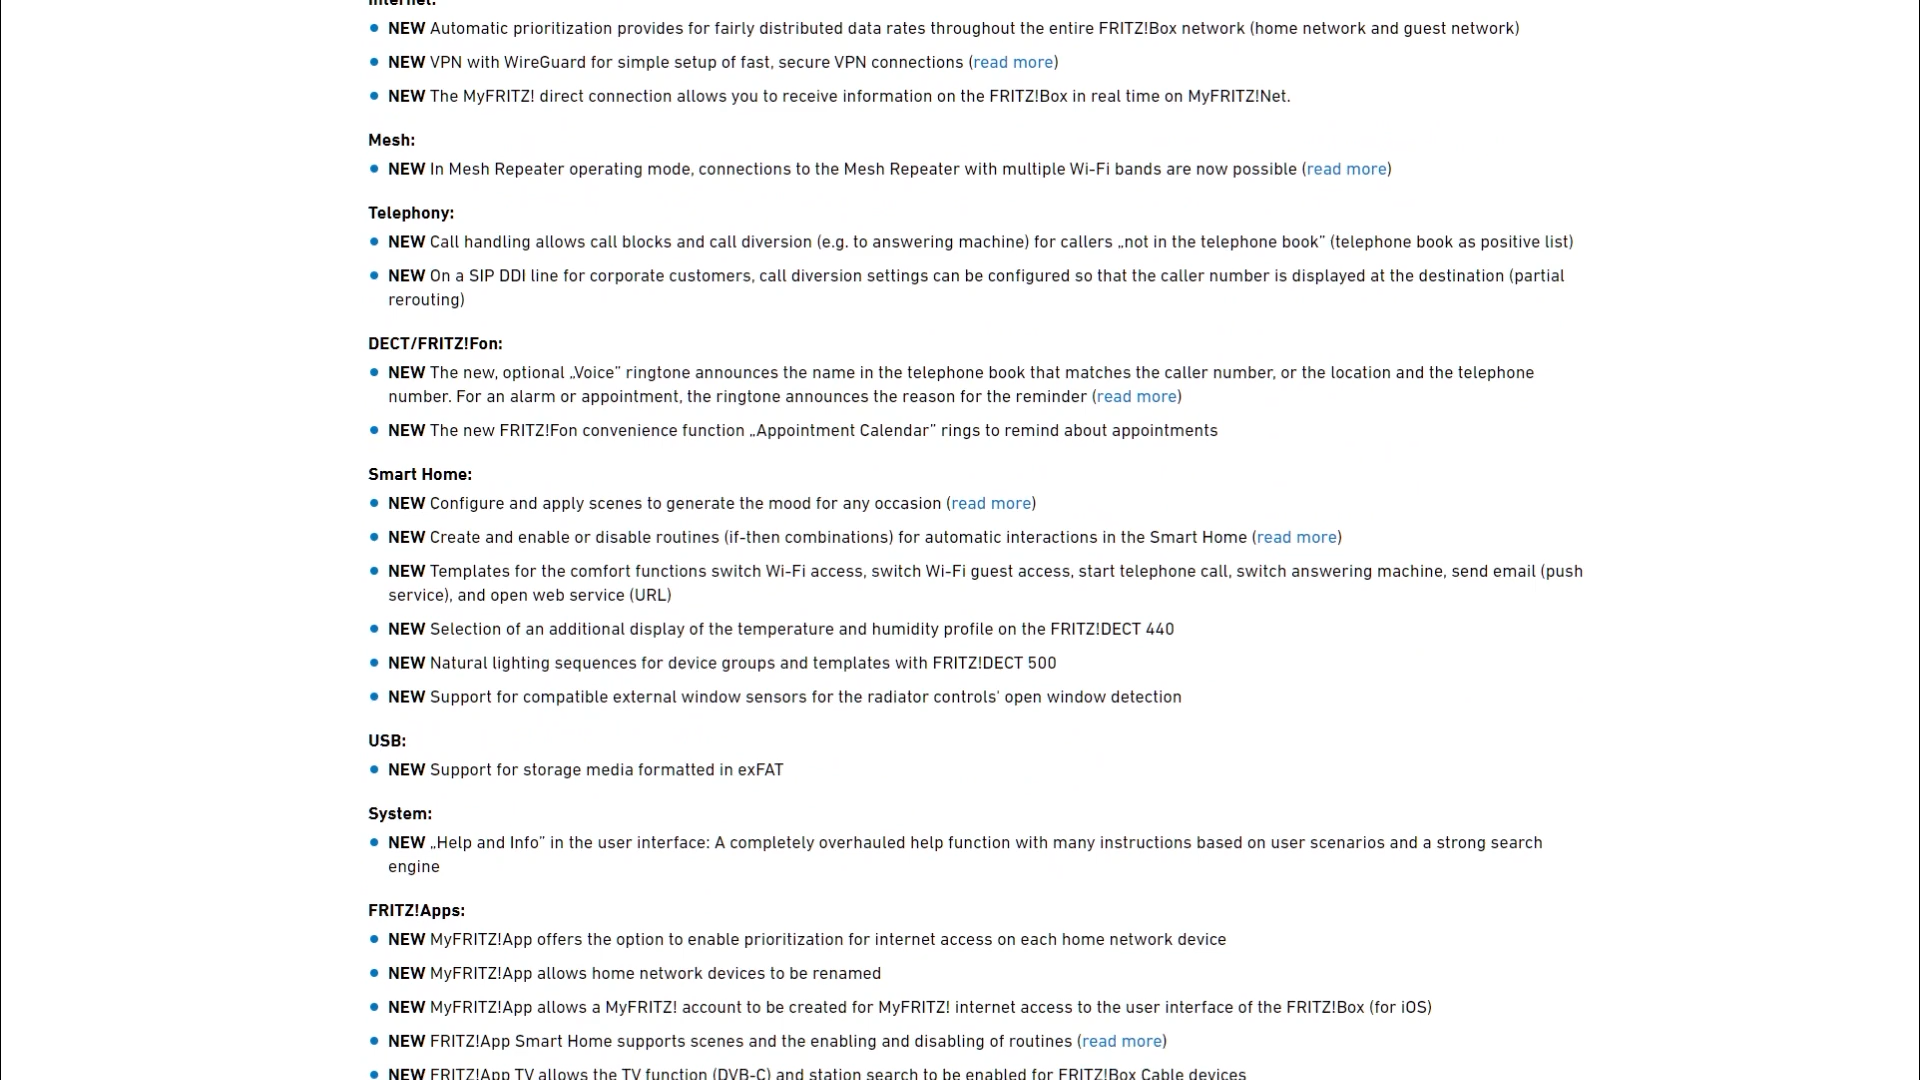 Internet:
NEW Automatic prioritization provides for fairly distributed data rates throughout the entire FRITZ!Box network (home network and guest network)
NEW VPN with WireGuard for simple setup of fast, secure VPN connections (read more)
NEW The MyFRITZ! direct connection allows you to receive information on the FRITZ!Box in real time on MyFRITZ!Net.
Mesh:
NEW In Mesh Repeater operating mode, connections to the Mesh Repeater with multiple Wi-Fi bands are now possible (read more)
Telephony:
NEW Call handling allows call blocks and call diversion (e.g. to answering machine) for callers „not in the telephone book” (telephone book as positive list)
NEW On a SIP DDI line for corporate customers, call diversion settings can be configured so that the caller number is displayed at the destination (partial
rerouting)
DECT/FRITZ!Fon:
NEW The new, optional „Voice” ringtone announces the name in the telephone book that matches the caller number, or the location and the telephone
number. For an alarm or appointment, the ringtone announces the reason for the reminder (read more)
NEW The new FRITZ!Fon convenience function „Appointment Calendar” rings to remind about appointments
Smart Home:
NEW Configure and apply scenes to generate the mood for any occasion (read more)
NEW Create and enable or disable routines (if-then combinations) for automatic interactions in the Smart Home (read more)
NEW Templates for the comfort functions switch Wi-Fi access, switch Wi-Fi guest access, start telephone call, switch answering machine, send email (push
service), and open web service (URL)
NEW Selection of an additional display of the temperature and humidity profile on the FRITZ!DECT 440
NEW Natural lighting sequences for device groups and templates with FRITZ!DECT 500
NEW Support for compatible external window sensors for the radiator controls' open window detection
USB:
NEW Support for storage media formatted in exFAT
System:
NEW „Help and Info” in the user interface: A completely overhauled help function with many instructions based on user scenarios and a strong search
engine
FRITZ!Apps:
NEW MyFRITZ!App offers the option to enable prioritization for internet access on each home network device
NEW MyFRITZ!App allows home network devices to be renamed
NEW MyFRITZ!App allows a MyFRITZ! account to be created for MyFRITZ! internet access to the user interface of the FRITZ!Box (for iOS)
NEW FRITZ!App Smart Home supports scenes and the enabling and disabling of routines (read more)
NEW FRITZ!App TV allows the TV function (DVB-C) and station search to be enabled for FRITZ!Box Cable devices